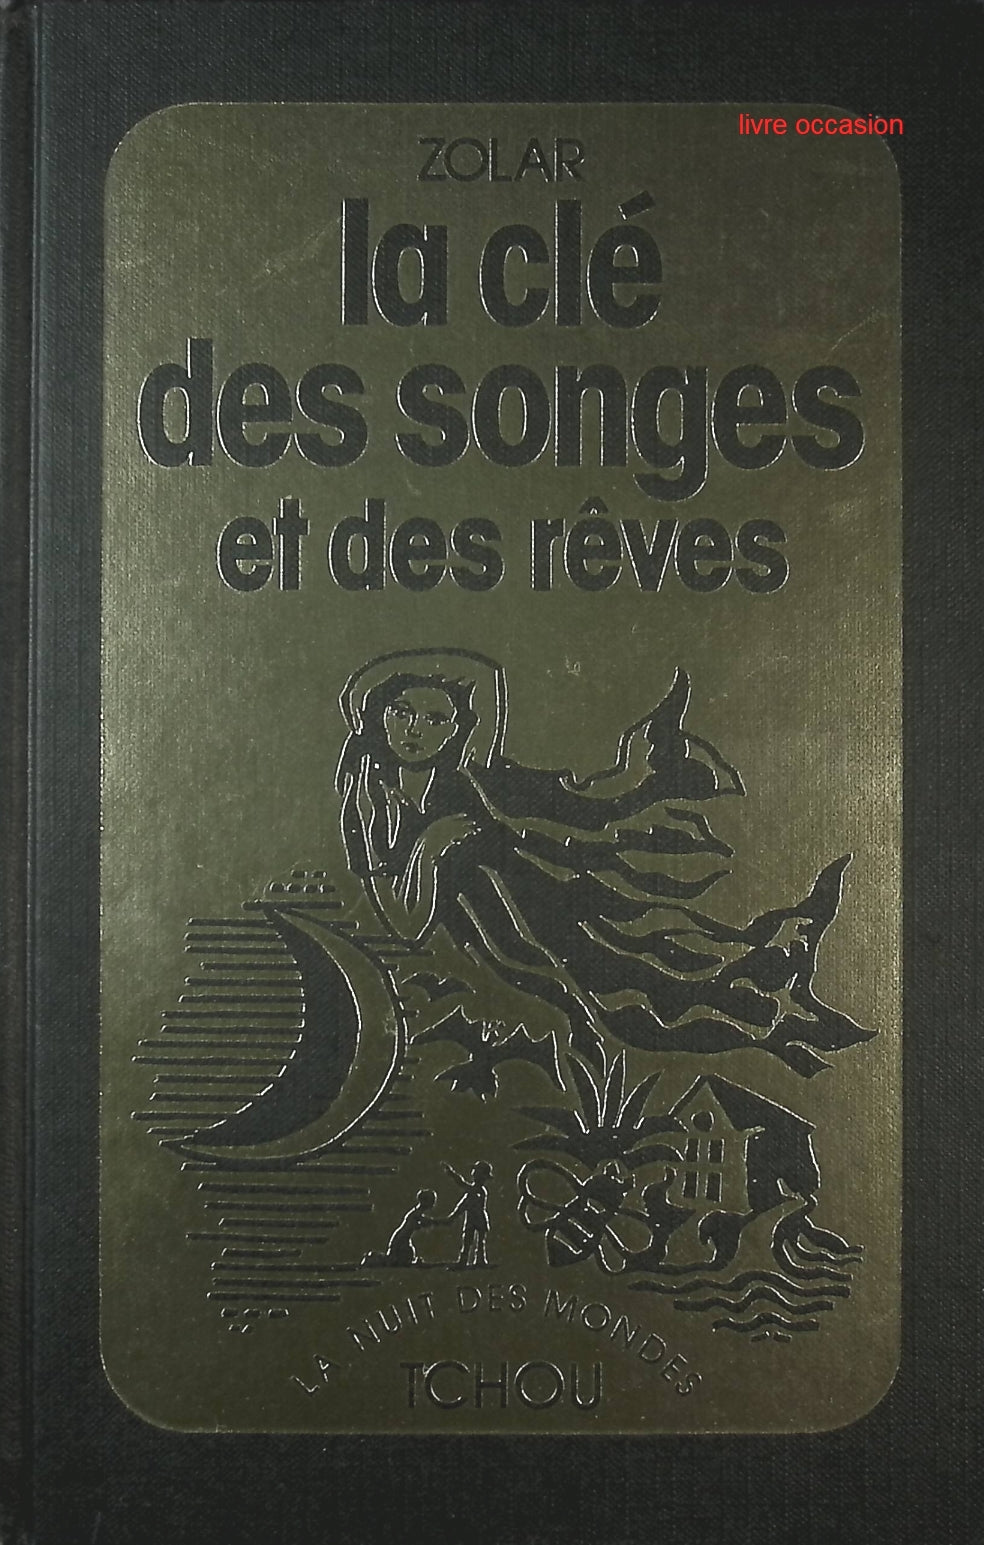 livre occasion
ZOLAR
la clé
des songes
et des rêves
LA NUIT DES MONDES
TCHOU